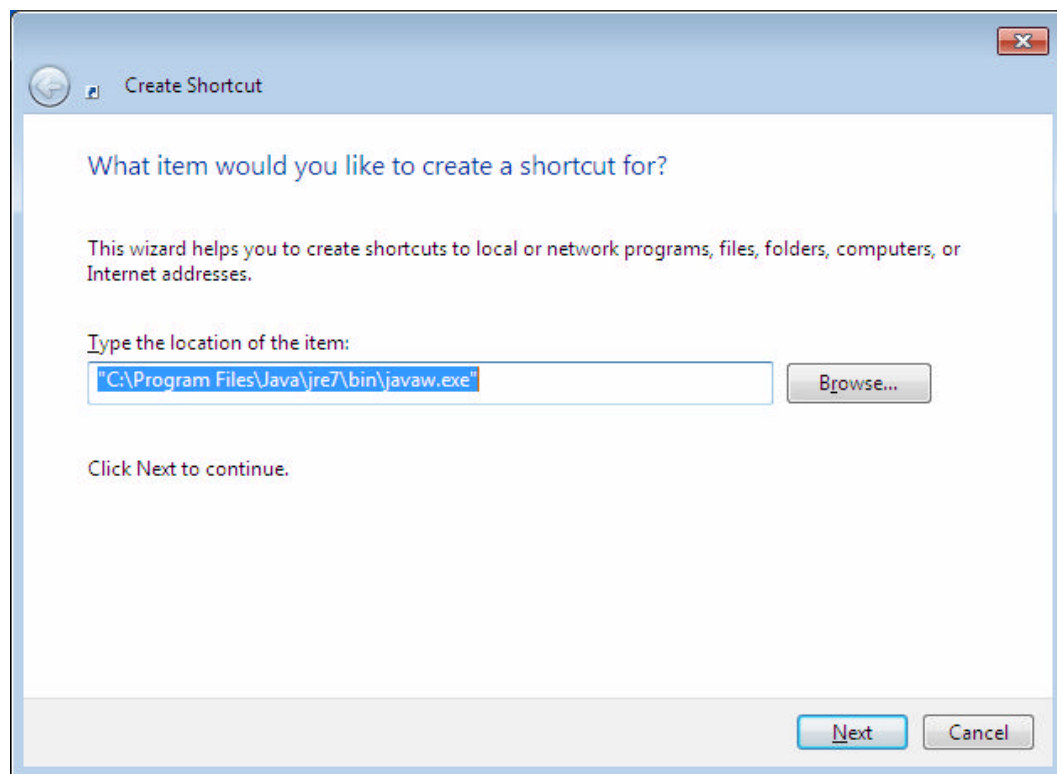 Create Shortcut
What item would you like to create a shortcut for?
This wizard helps you to create shortcuts to local or network programs, files, folders, computers, or
Internet addresses.
Type the location of the item:
"C:\Program Files\Java\jre7\bin\javaw.exe"
Browse...
Click Next to continue.
Next
Cancel